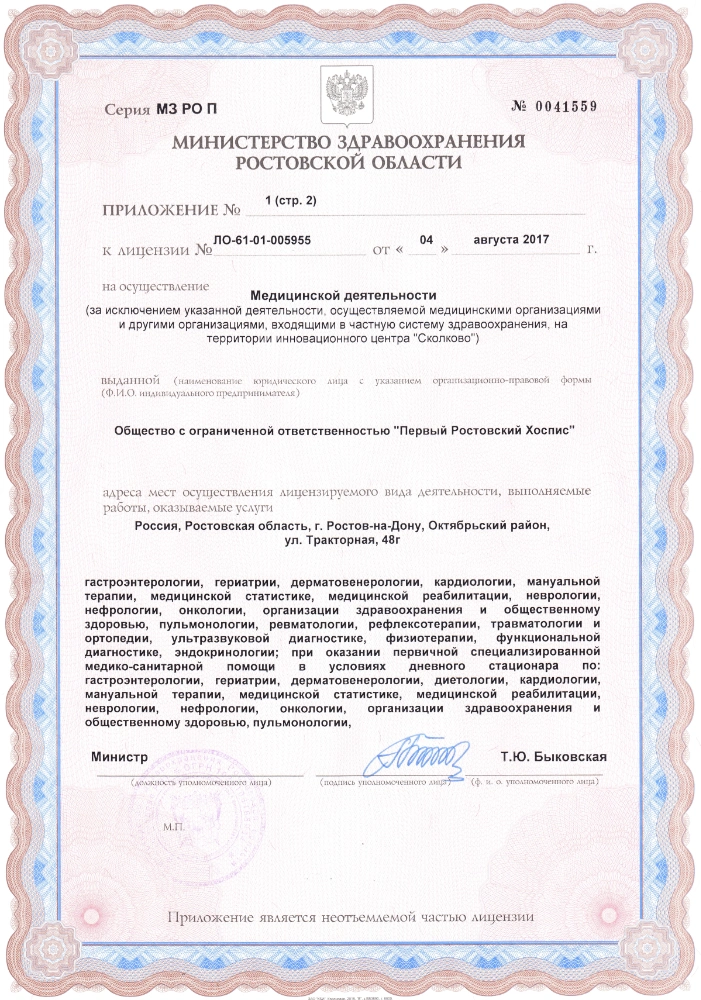 Серия МЗ РО П
№ 0041559
МИНИСТЕРСТВО ЗДРАВООХРАНЕНИЯ
РОСТОВСКОЙ ОБЛАСТИ
ПРИЛОЖЕНИЕ № 1 (стр. 2)
к лицензии № ЛО-61-01-005955 от « 04 » августа 2017 г.
на осуществление
Медицинской деятельности
(за исключением указанной деятельности, осуществляемой медицинскими организациями
и другими организациями, входящими в частную систему здравоохранения, на
территории инновационного центра "Сколково")
выданной (наименование юридического лица с указанием организационно-правовой формы
(Ф.И.О. индивидуального предпринимателя)
Общество с ограниченной ответственностью "Первый Ростовский Хоспис"
адреса мест осуществления лицензируемого вида деятельности, выполняемые
работы, оказываемые услуги
Россия, Ростовская область, г. Ростов-на-Дону, Октябрьский район,
ул. Тракторная, 48г
гастроэнтерологии, гериатрии, дерматовенерологии, кардиологии, мануальной
терапии, медицинской статистике, медицинской реабилитации, неврологии,
нефрологии, онкологии, организации здравоохранения и общественному
здоровью, пульмонологии, ревматологии, рефлексотерапии, травматологии и
ортопедии, ультразвуковой диагностике, физиотерапии, функциональной
диагностике, эндокринологии; при оказании первичной специализированной
медико-санитарной помощи в условиях дневного стационара по:
гастроэнтерологии, гериатрии, дерматовенерологии, диетологии, кардиологии,
мануальной терапии, медицинской статистике, медицинской реабилитации,
неврологии, нефрологии, онкологии, организации здравоохранения и
общественному здоровью, пульмонологии,
Министр
Т.Ю. Быковская
(должность уполномоченного лица)
(подпись уполномоченного лица)
(ф. и. о. уполномоченного лица)
М.П.
Приложение является неотъемлемой частью лицензии